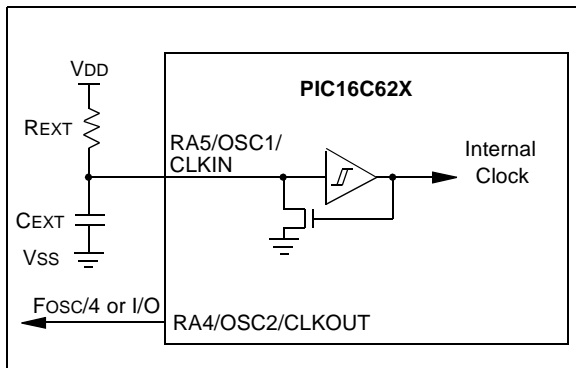 VDD
PIC16C62X
REXT
RA5/OSC1/
CLKIN
Internal
Clock
CEXT
VSS
FOSC/4 or I/O
RA4/OSC2/CLKOUT